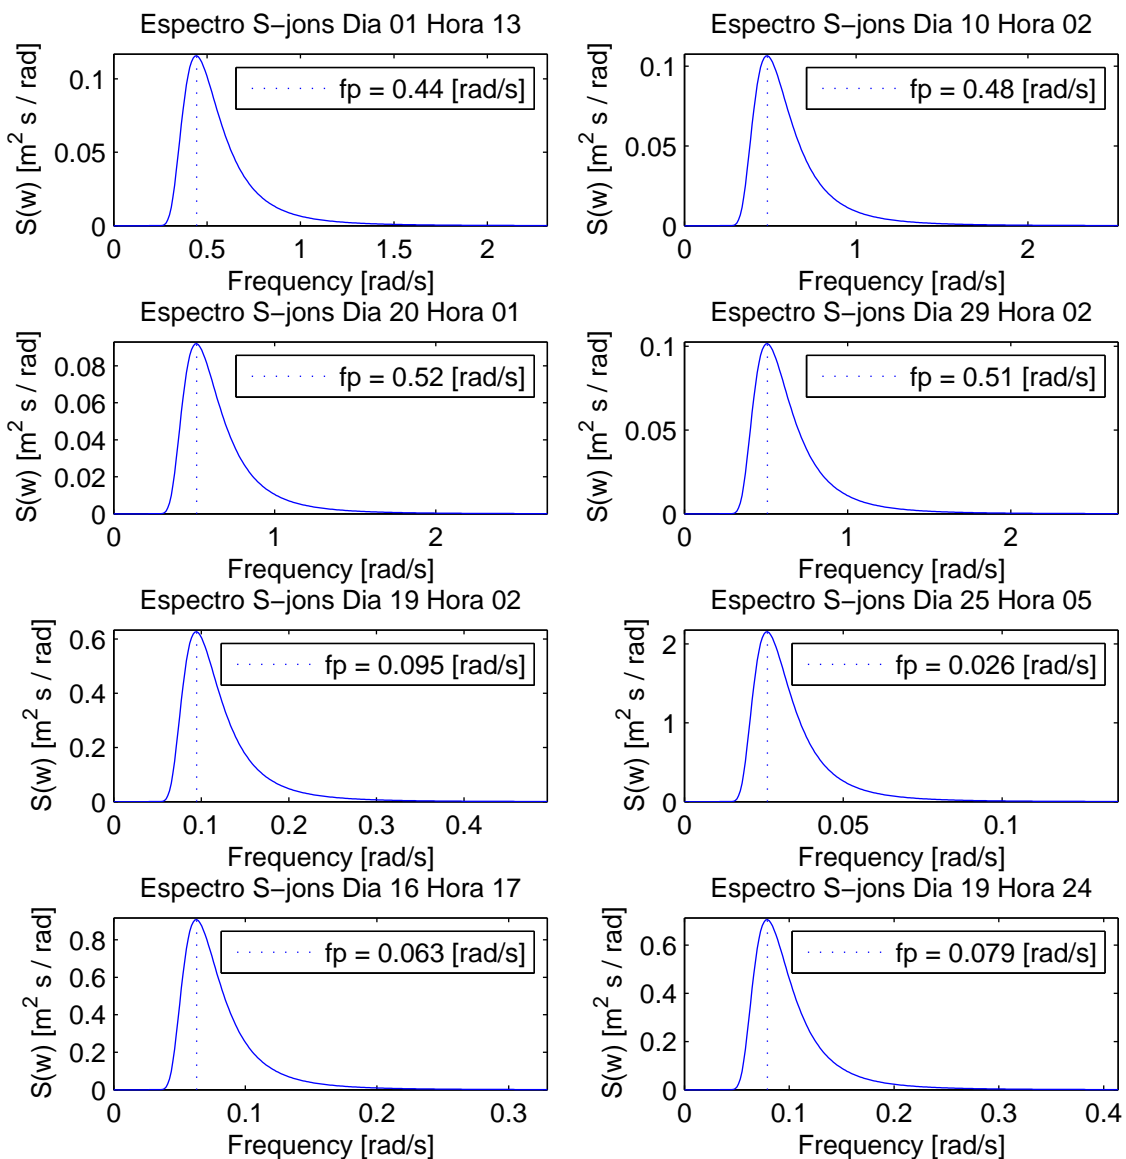 Espectro S−jons Dia 01 Hora 13
S(w) [m² s / rad]
0.1
0.05
0
fp = 0.44 [rad/s]
0 0.5 1 1.5 2
Frequency [rad/s]
Espectro S−jons Dia 10 Hora 02
S(w) [m² s / rad]
0.1
0.05
0
fp = 0.48 [rad/s]
0 1 2
Frequency [rad/s]
Espectro S−jons Dia 20 Hora 01
S(w) [m² s / rad]
0.08
0.06
0.04
0.02
0
fp = 0.52 [rad/s]
0 1 2
Frequency [rad/s]
Espectro S−jons Dia 29 Hora 02
S(w) [m² s / rad]
0.1
0.05
0
fp = 0.51 [rad/s]
0 1 2
Frequency [rad/s]
Espectro S−jons Dia 19 Hora 02
S(w) [m² s / rad]
0.6
0.4
0.2
0
fp = 0.095 [rad/s]
0 0.1 0.2 0.3 0.4
Frequency [rad/s]
Espectro S−jons Dia 25 Hora 05
S(w) [m² s / rad]
2
1
0
fp = 0.026 [rad/s]
0 0.05 0.1
Frequency [rad/s]
Espectro S−jons Dia 16 Hora 17
S(w) [m² s / rad]
0.8
0.6
0.4
0.2
0
fp = 0.063 [rad/s]
0 0.1 0.2 0.3
Frequency [rad/s]
Espectro S−jons Dia 19 Hora 24
S(w) [m² s / rad]
0.6
0.4
0.2
0
fp = 0.079 [rad/s]
0 0.1 0.2 0.3 0.4
Frequency [rad/s]